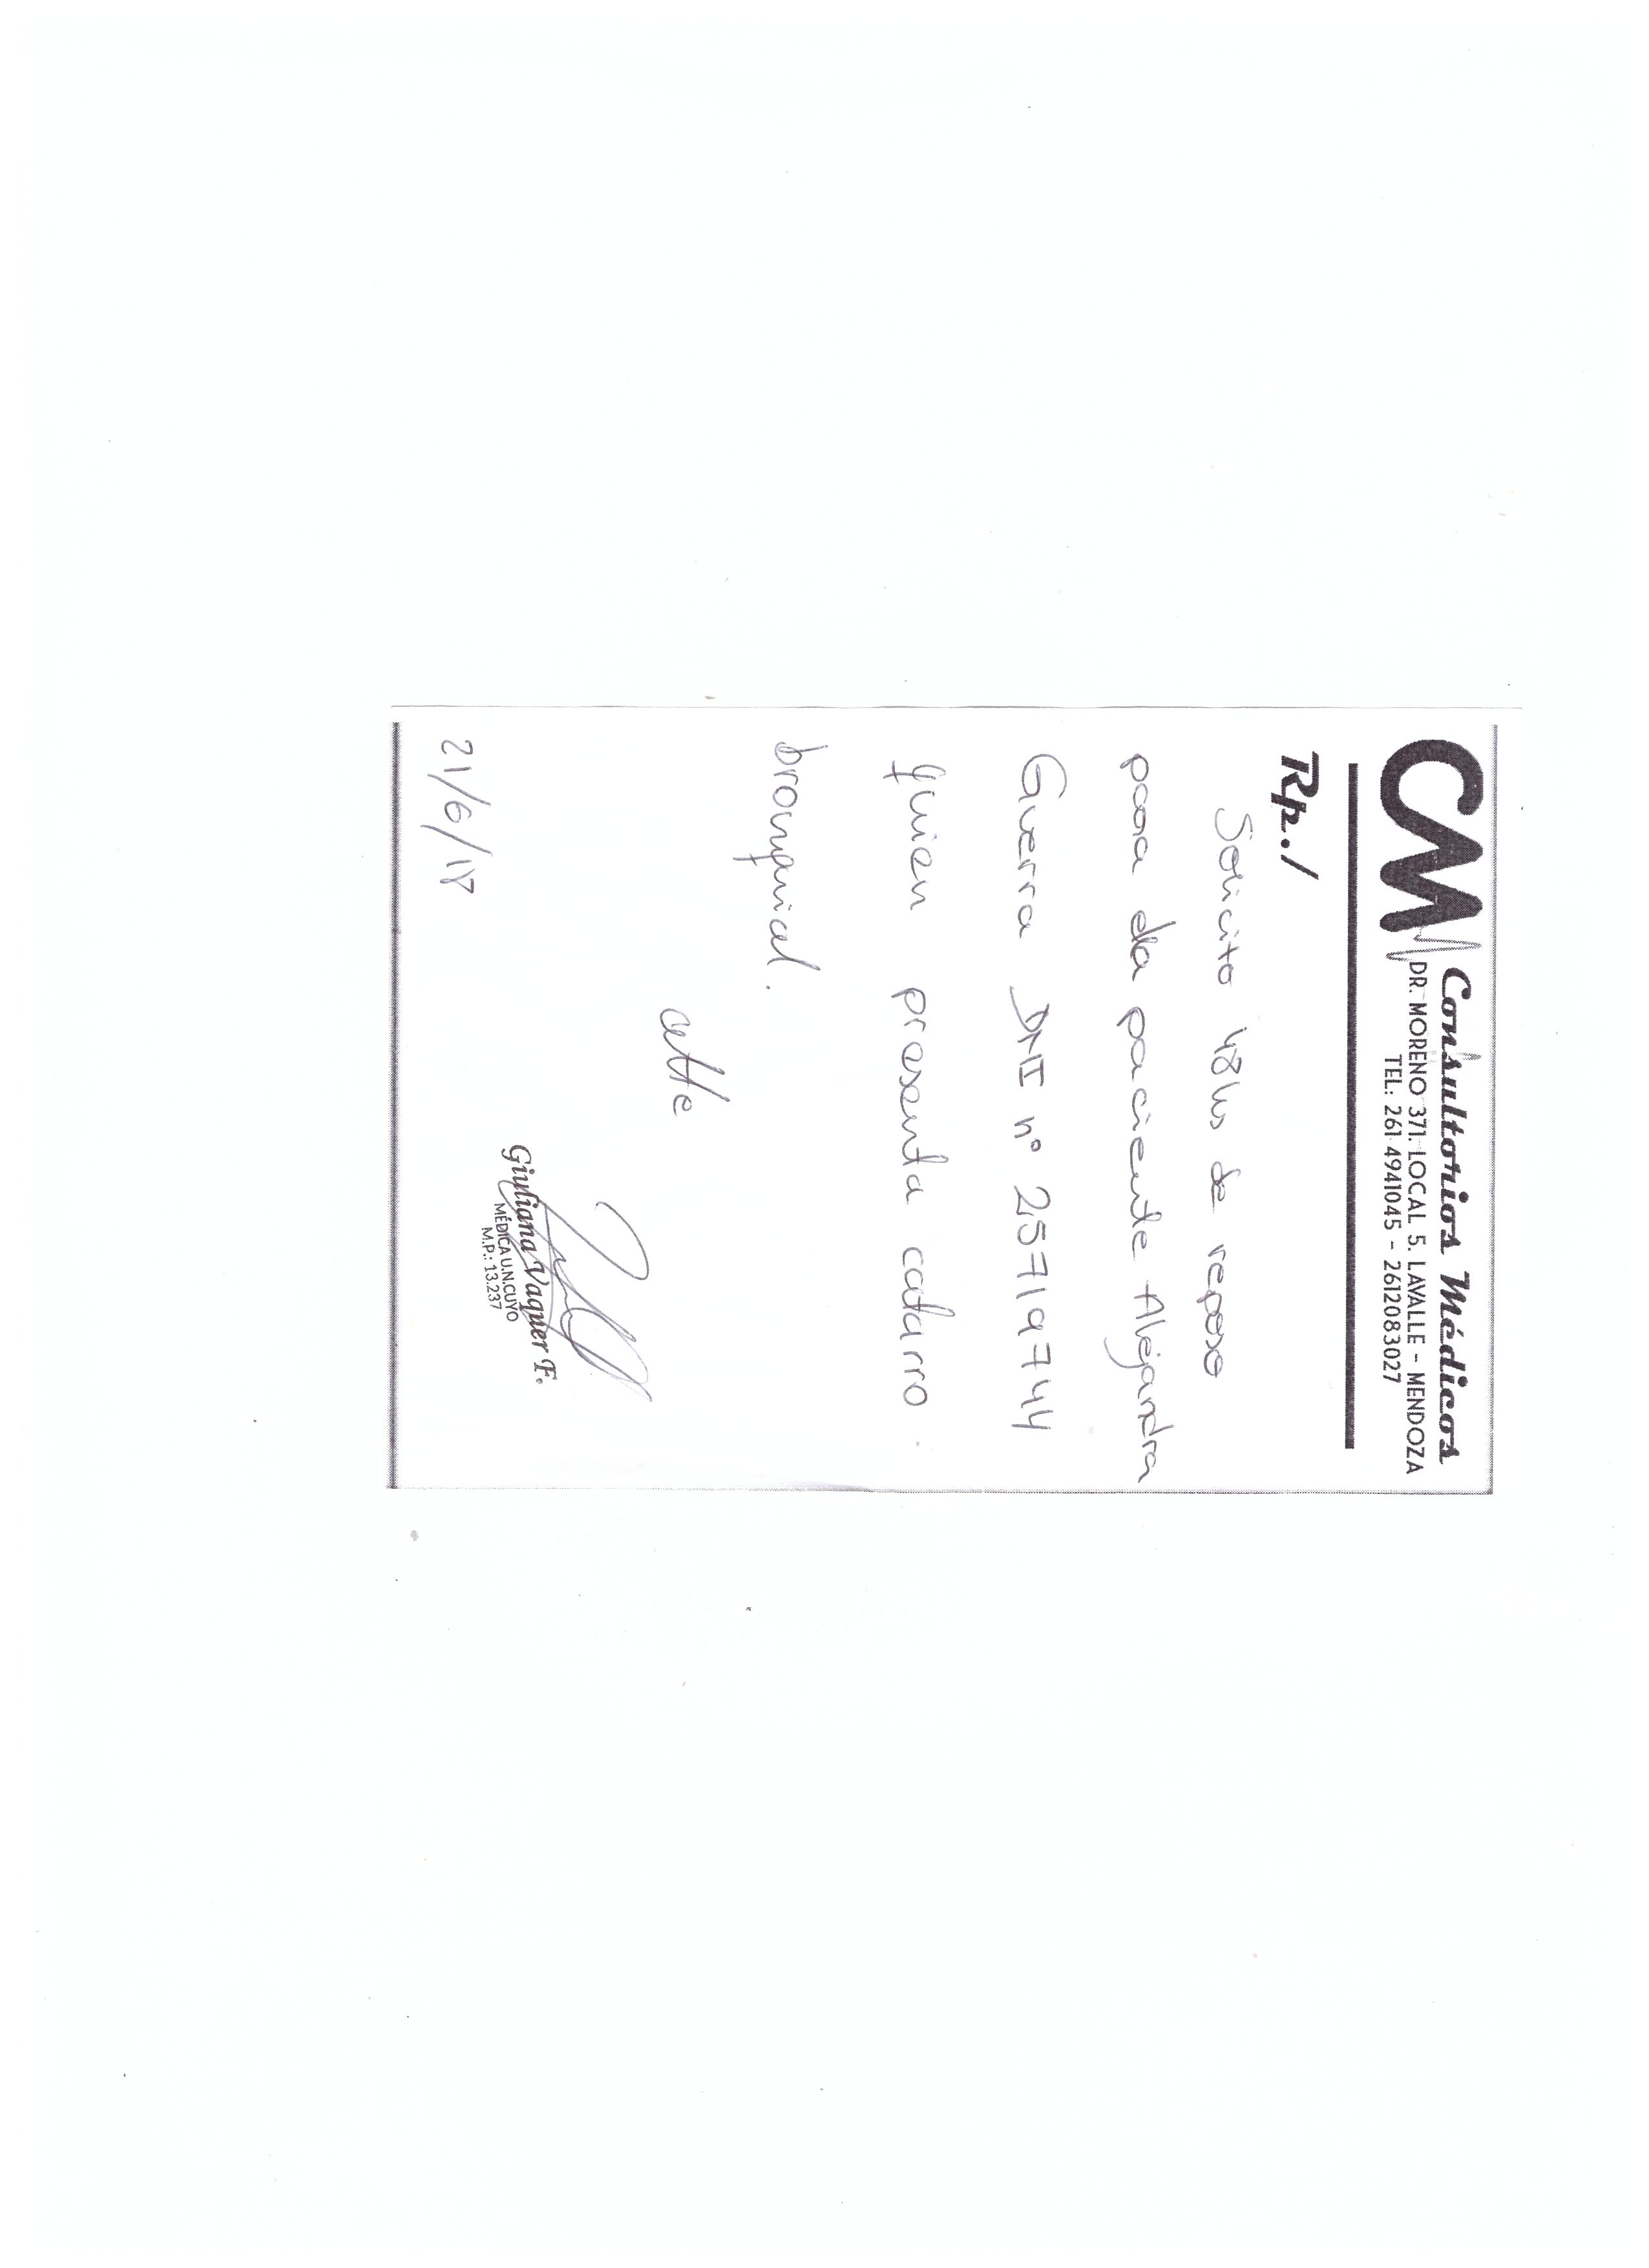 CM Consultorios Médicos
DR. MORENO 371. LOCAL 5. LAVALLE - MENDOZA
TEL: 261 4941045 - 2612083027
Rp./
Solicito 48hs de reposo
para la paciente Alejandra
Guerra DNI nº 25719744
quien presenta catarro
bronquial.
atte
Giuliana Vaquer F.
MÉDICA U.N.CUYO
M.P.: 13.237
21/6/18